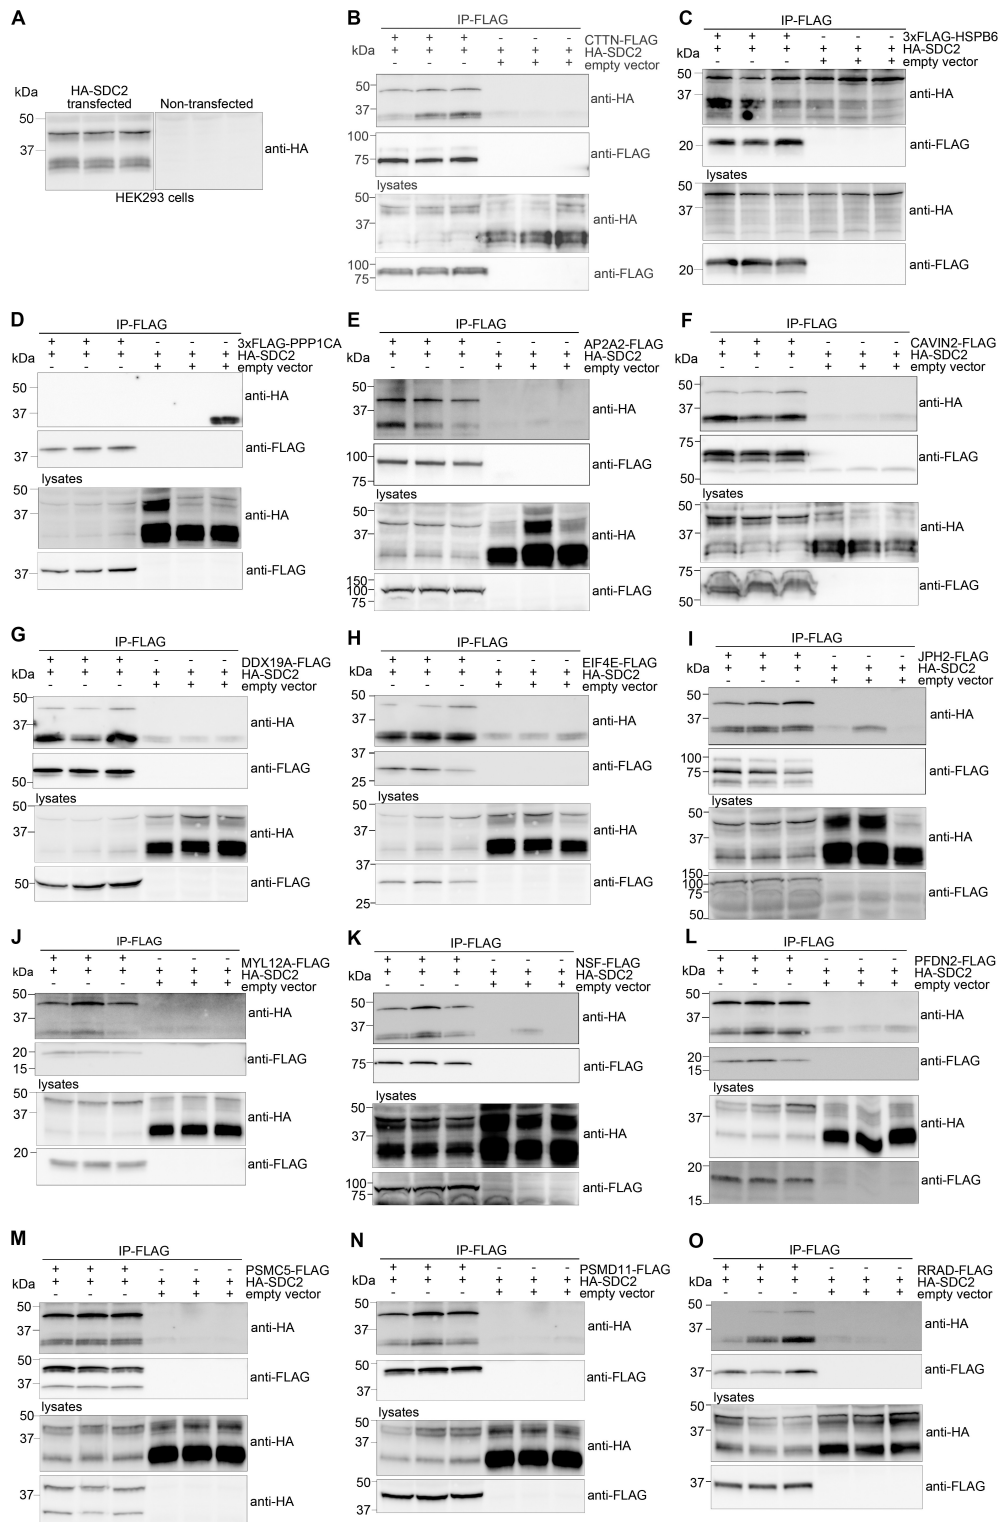 A
kDa
HA-SDC2
transfected
Non-transfected
50
37
anti-HA
HEK293 cells
B
IP-FLAG
+ + + - - - CTTN-FLAG
kDa + + + + + + HA-SDC2
- - - + + + empty vector
50
37
anti-HA
100
75
anti-FLAG
lysates
50
37
anti-HA
100
75
anti-FLAG
C
IP-FLAG
+ + + - - - 3xFLAG-HSPB6
kDa + + + + + + HA-SDC2
- - - + + + empty vector
50
37
anti-HA
20
anti-FLAG
lysates
50
37
anti-HA
20
anti-FLAG
D
IP-FLAG
+ + + - - - 3xFLAG-PPP1CA
kDa + + + + + + HA-SDC2
- - - + + + empty vector
50
37
anti-HA
37
anti-FLAG
lysates
50
37
anti-HA
37
anti-FLAG
E
IP-FLAG
+ + + - - - AP2A2-FLAG
kDa + + + + + + HA-SDC2
- - - + + + empty vector
50
37
anti-HA
100
75
anti-FLAG
lysates
50
37
anti-HA
150
100
75
anti-FLAG
F
IP-FLAG
+ + + - - - CAVIN2-FLAG
kDa + + + + + + HA-SDC2
- - - + + + empty vector
50
37
anti-HA
75
50
anti-FLAG
lysates
50
37
anti-HA
75
50
anti-FLAG
G
IP-FLAG
+ + + - - - DDX19A-FLAG
kDa + + + + + + HA-SDC2
- - - + + + empty vector
50
37
anti-HA
50
anti-FLAG
lysates
50
37
anti-HA
50
anti-FLAG
H
IP-FLAG
+ + + - - - EIF4E-FLAG
kDa + + + + + + HA-SDC2
- - - + + + empty vector
50
37
anti-HA
37
25
anti-FLAG
lysates
50
37
anti-HA
37
25
anti-FLAG
I
IP-FLAG
+ + + - - - JPH2-FLAG
kDa + + + + + + HA-SDC2
- - - + + + empty vector
50
37
anti-HA
100
75
50
anti-FLAG
lysates
50
37
anti-HA
150
100
75
50
anti-FLAG
J
IP-FLAG
+ + + - - - MYL12A-FLAG
kDa + + + + + + HA-SDC2
- - - + + + empty vector
50
37
anti-HA
20
15
anti-FLAG
lysates
50
37
anti-HA
20
anti-FLAG
K
IP-FLAG
+ + + - - - NSF-FLAG
kDa + + + + + + HA-SDC2
- - - + + + empty vector
50
37
anti-HA
75
anti-FLAG
lysates
50
37
anti-HA
100
75
anti-FLAG
L
IP-FLAG
+ + + - - - PFDN2-FLAG
kDa + + + + + + HA-SDC2
- - - + + + empty vector
50
37
anti-HA
20
15
anti-FLAG
lysates
37
anti-HA
20
15
anti-FLAG
M
IP-FLAG
+ + + - - - PSMC5-FLAG
kDa + + + + + + HA-SDC2
- - - + + + empty vector
50
37
anti-HA
50
37
anti-FLAG
lysates
50
37
anti-HA
37
anti-HA
N
IP-FLAG
+ + + - - - PSMD11-FLAG
kDa + + + + + + HA-SDC2
- - - + + + empty vector
50
37
anti-HA
50
37
anti-FLAG
lysates
50
37
anti-HA
50
37
anti-FLAG
O
IP-FLAG
+ + + - - - RRAD-FLAG
kDa + + + + + + HA-SDC2
- - - + + + empty vector
50
37
anti-HA
37
anti-FLAG
lysates
50
37
anti-HA
37
anti-FLAG